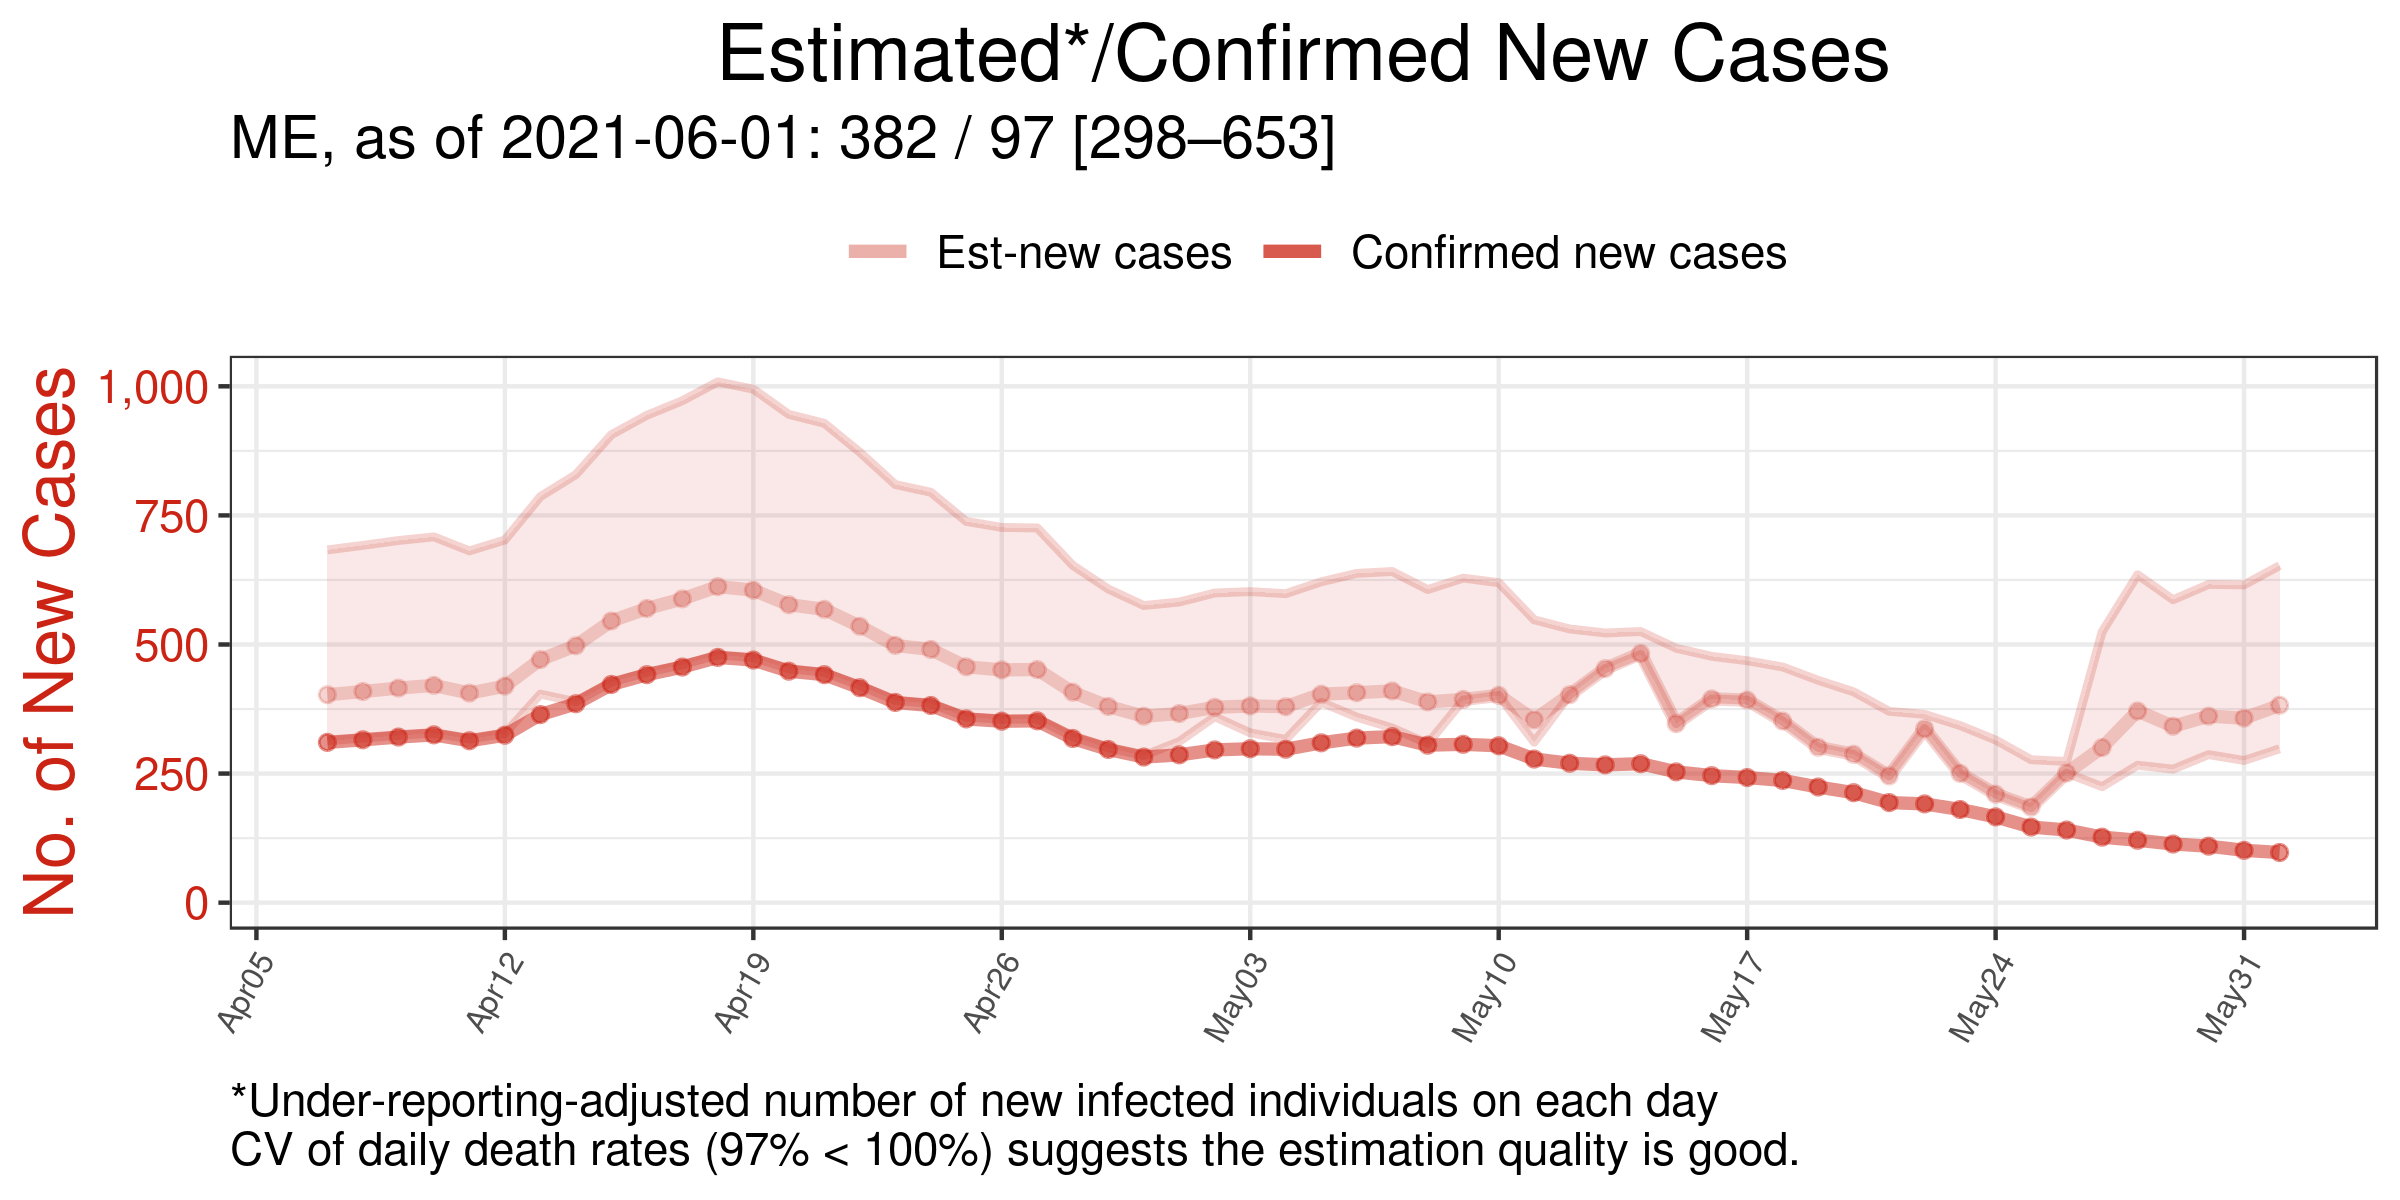 Estimated*/Confirmed New Cases
ME, as of 2021-06-01: 382 / 97 [298–653]
Est-new cases
Confirmed new cases
No. of New Cases
1,000
750
500
250
0
Apr05
Apr12
Apr19
Apr26
May03
May10
May17
May24
May31
*Under-reporting-adjusted number of new infected individuals on each day
CV of daily death rates (97% < 100%) suggests the estimation quality is good.